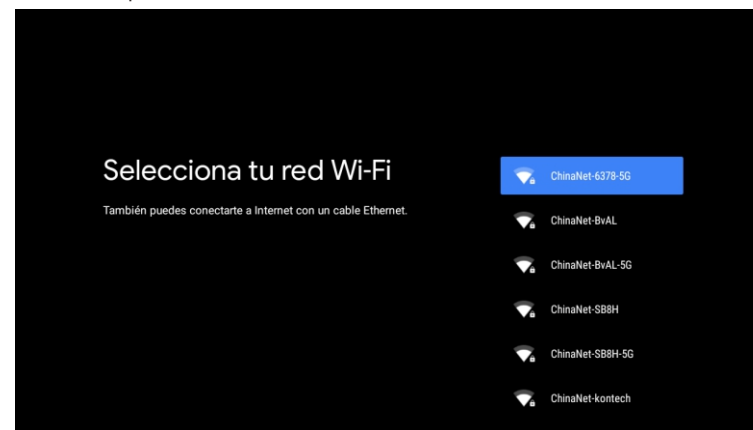 Selecciona tu red Wi-Fi
También puedes conectarte a Internet con un cable Ethernet.
ChinaNet-6378-5G
ChinaNet-BvAL
ChinaNet-BvAL-5G
ChinaNet-SB8H
ChinaNet-SB8H-5G
ChinaNet-kontech